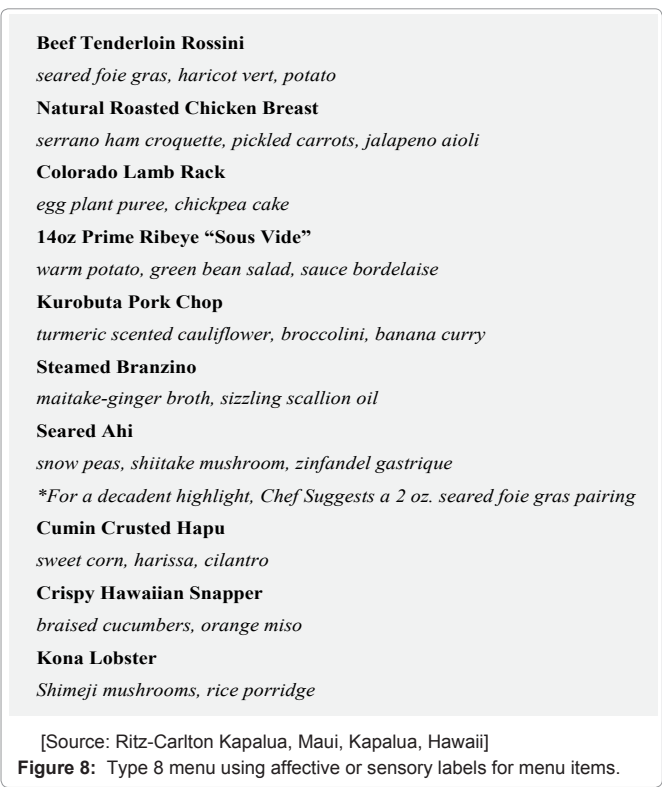 Beef Tenderloin Rossini
seared foie gras, haricot vert, potato
Natural Roasted Chicken Breast
serrano ham croquette, pickled carrots, jalapeno aioli
Colorado Lamb Rack
egg plant puree, chickpea cake
14oz Prime Ribeye “Sous Vide”
warm potato, green bean salad, sauce bordelaise
Kurobuta Pork Chop
turmeric scented cauliflower, broccolini, banana curry
Steamed Branzino
maitake-ginger broth, sizzling scallion oil
Seared Ahi
snow peas, shiitake mushroom, zinfandel gastrique
*For a decadent highlight, Chef Suggests a 2 oz. seared foie gras pairing
Cumin Crusted Hapu
sweet corn, harissa, cilantro
Crispy Hawaiian Snapper
braised cucumbers, orange miso
Kona Lobster
Shimeji mushrooms, rice porridge
[Source: Ritz-Carlton Kapalua, Maui, Kapalua, Hawaii]
Figure 8: Type 8 menu using affective or sensory labels for menu items.